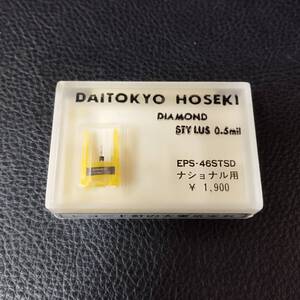 DAITOKYO HOSEKI
DIAMOND
STYLUS 0.5mil
EPS-46STSD
ナショナル用
¥ 1,900